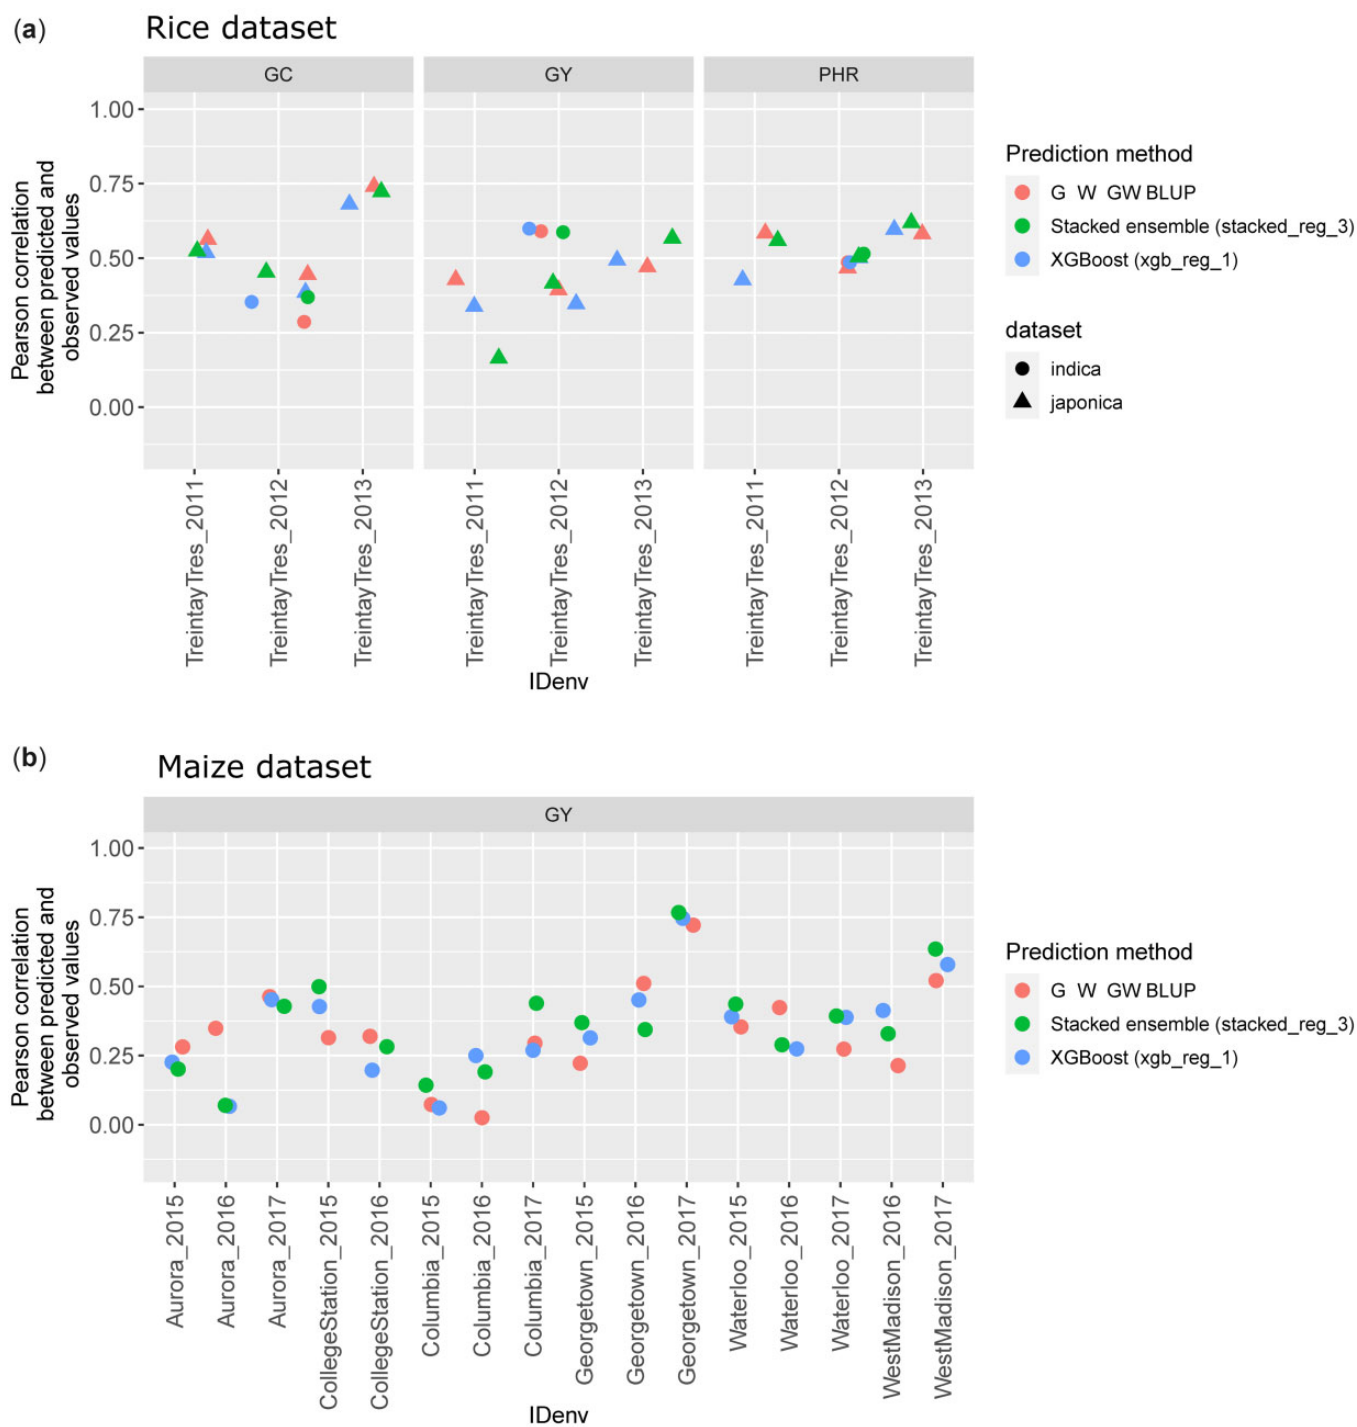 (a) Rice dataset
GC GY PHR
1.00
0.75
0.50
0.25
0.00
Pearson correlation
between predicted and
observed values
TreintayTres_2011
TreintayTres_2012
TreintayTres_2013
TreintayTres_2011
TreintayTres_2012
TreintayTres_2013
TreintayTres_2011
TreintayTres_2012
TreintayTres_2013
IDenv
Prediction method
G W GW BLUP
Stacked ensemble (stacked_reg_3)
XGBoost (xgb_reg_1)
dataset
indica
japonica
(b) Maize dataset
GY
1.00
0.75
0.50
0.25
0.00
Pearson correlation
between predicted and
observed values
Aurora_2015
Aurora_2016
Aurora_2017
CollegeStation_2015
CollegeStation_2016
Columbia_2015
Columbia_2016
Columbia_2017
Georgetown_2015
Georgetown_2016
Georgetown_2017
Waterloo_2015
Waterloo_2016
Waterloo_2017
WestMadison_2016
WestMadison_2017
IDenv
Prediction method
G W GW BLUP
Stacked ensemble (stacked_reg_3)
XGBoost (xgb_reg_1)